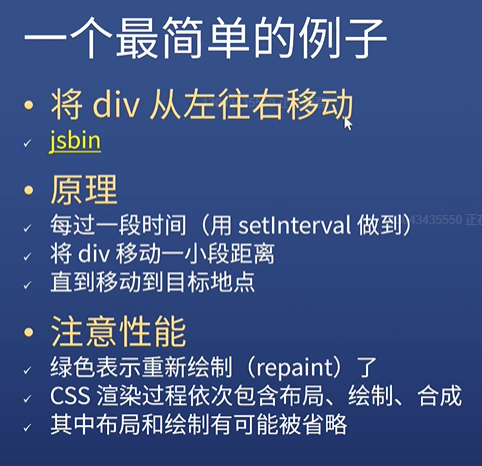 一个最简单的例子
• 将 div 从左往右移动
✓ jsbin
• 原理
✓ 每过一段时间（用 setInterval 做到）
✓ 将 div 移动一小段距离
✓ 直到移动到目标地点
• 注意性能
✓ 绿色表示重新绘制（repaint）了
✓ CSS 渲染过程依次包含布局、绘制、合成
✓ 其中布局和绘制有可能被省略